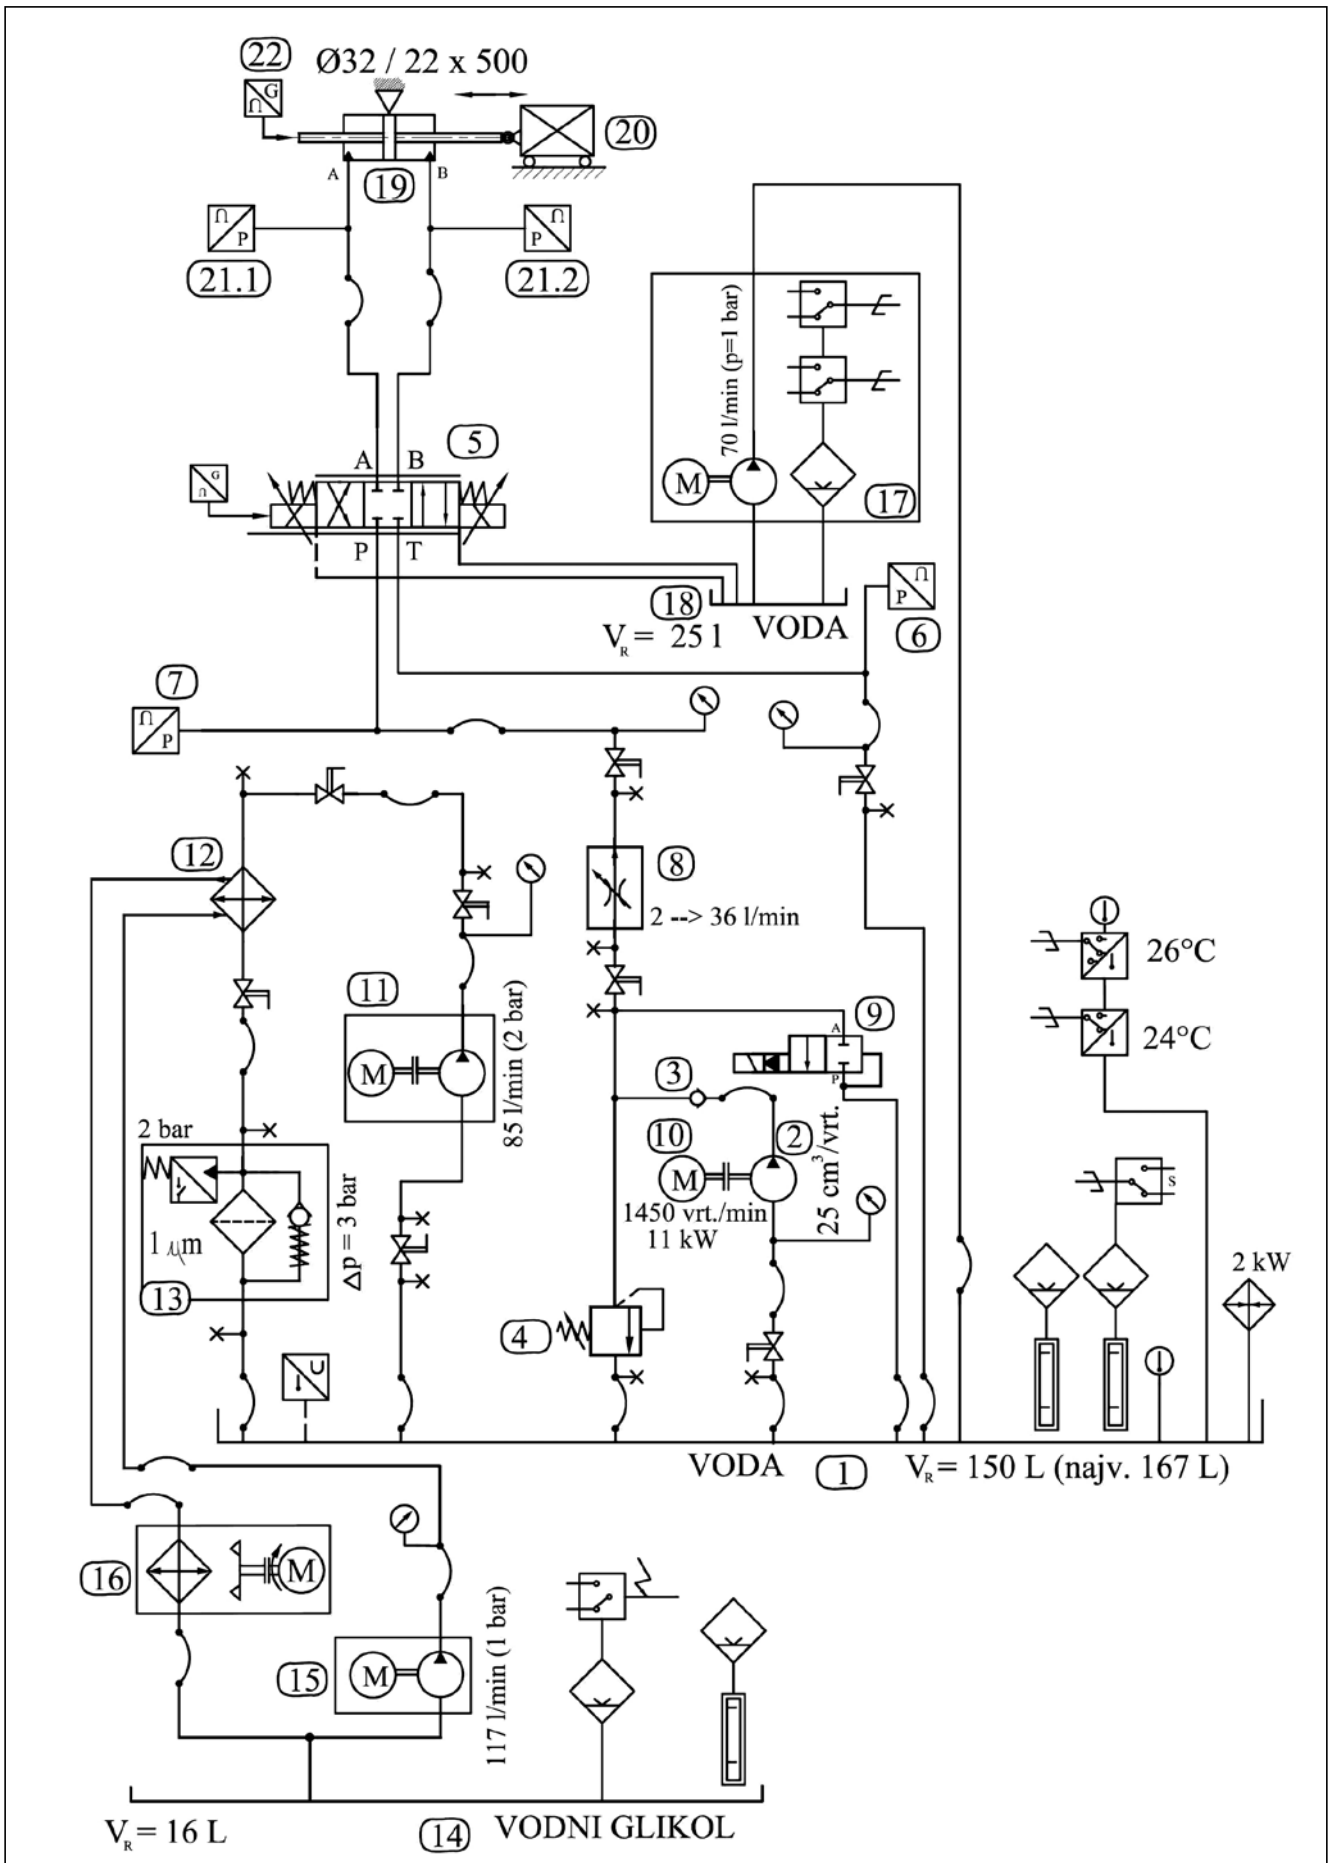 22
Ø32 / 22 x 500
G
20
A
19
B
P
21.1
P
21.2
70 l/min (p=1 bar)
5
A B
G
M
17
P T
18
VODA
V_R = 25 l
P
6
7
P
12
8
2 --> 36 l/min
26°C
24°C
11
M
85 l/min (2 bar)
9
A
P
3
10
2
M
1450 vrt./min
11 kW
25 cm³/vrt.
S
2 bar
1 µm
Δp = 3 bar
13
4
2 kW
VODA
1
V_R = 150 L (najv. 167 L)
16
M
15
M
117 l/min (1 bar)
V_R = 16 L
14
VODNI GLIKOL